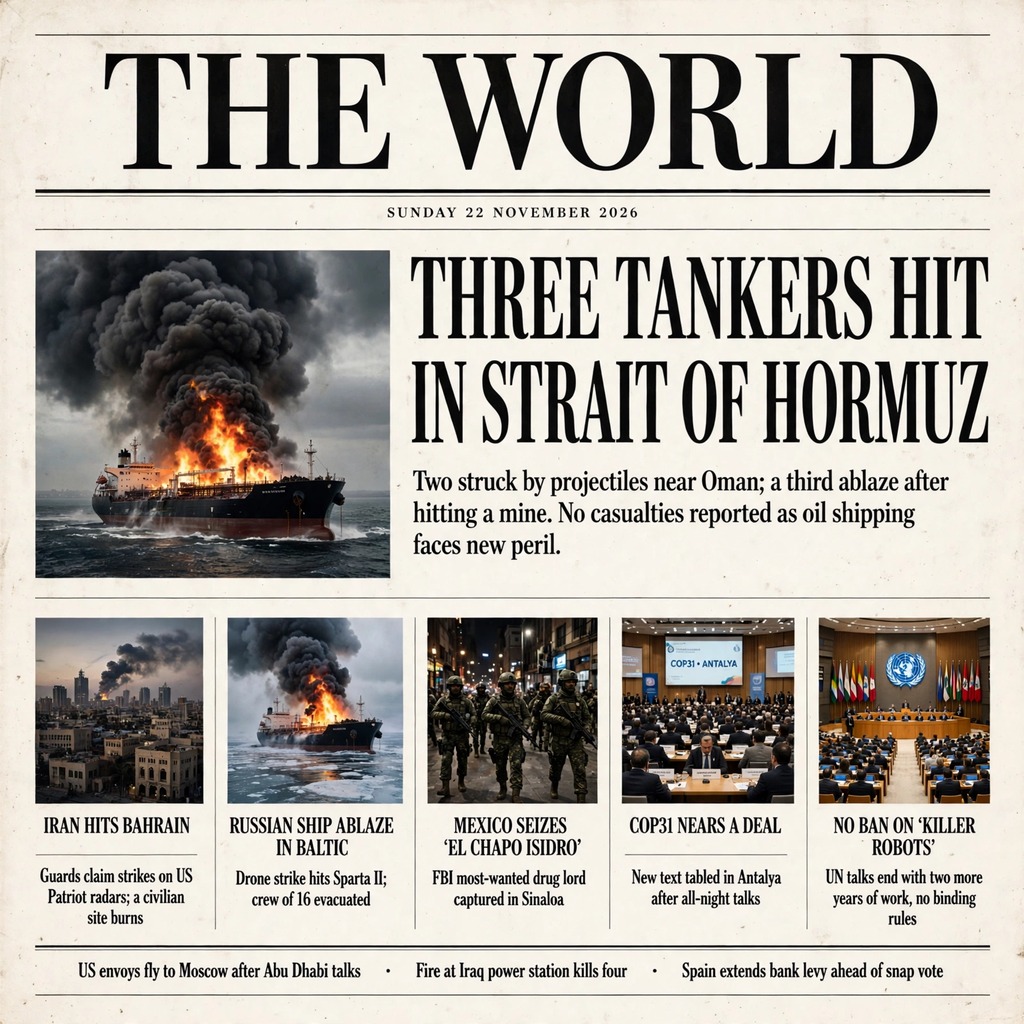 THE WORLD
SUNDAY 22 NOVEMBER 2026
THREE TANKERS HIT
IN STRAIT OF HORMUZ
Two struck by projectiles near Oman; a third ablaze after
hitting a mine. No casualties reported as oil shipping
faces new peril.
COP31 • ANTALYA
IRAN HITS BAHRAIN
Guards claim strikes on US
Patriot radars; a civilian
site burns
RUSSIAN SHIP ABLAZE
IN BALTIC
Drone strike hits Sparta II;
crew of 16 evacuated
MEXICO SEIZES
‘EL CHAPO ISIDRO’
FBI most-wanted drug lord
captured in Sinaloa
COP31 NEARS A DEAL
New text tabled in Antalya
after all-night talks
NO BAN ON ‘KILLER
ROBOTS’
UN talks end with two more
years of work, no binding
rules
US envoys fly to Moscow after Abu Dhabi talks • Fire at Iraq power station kills four • Spain extends bank levy ahead of snap vote